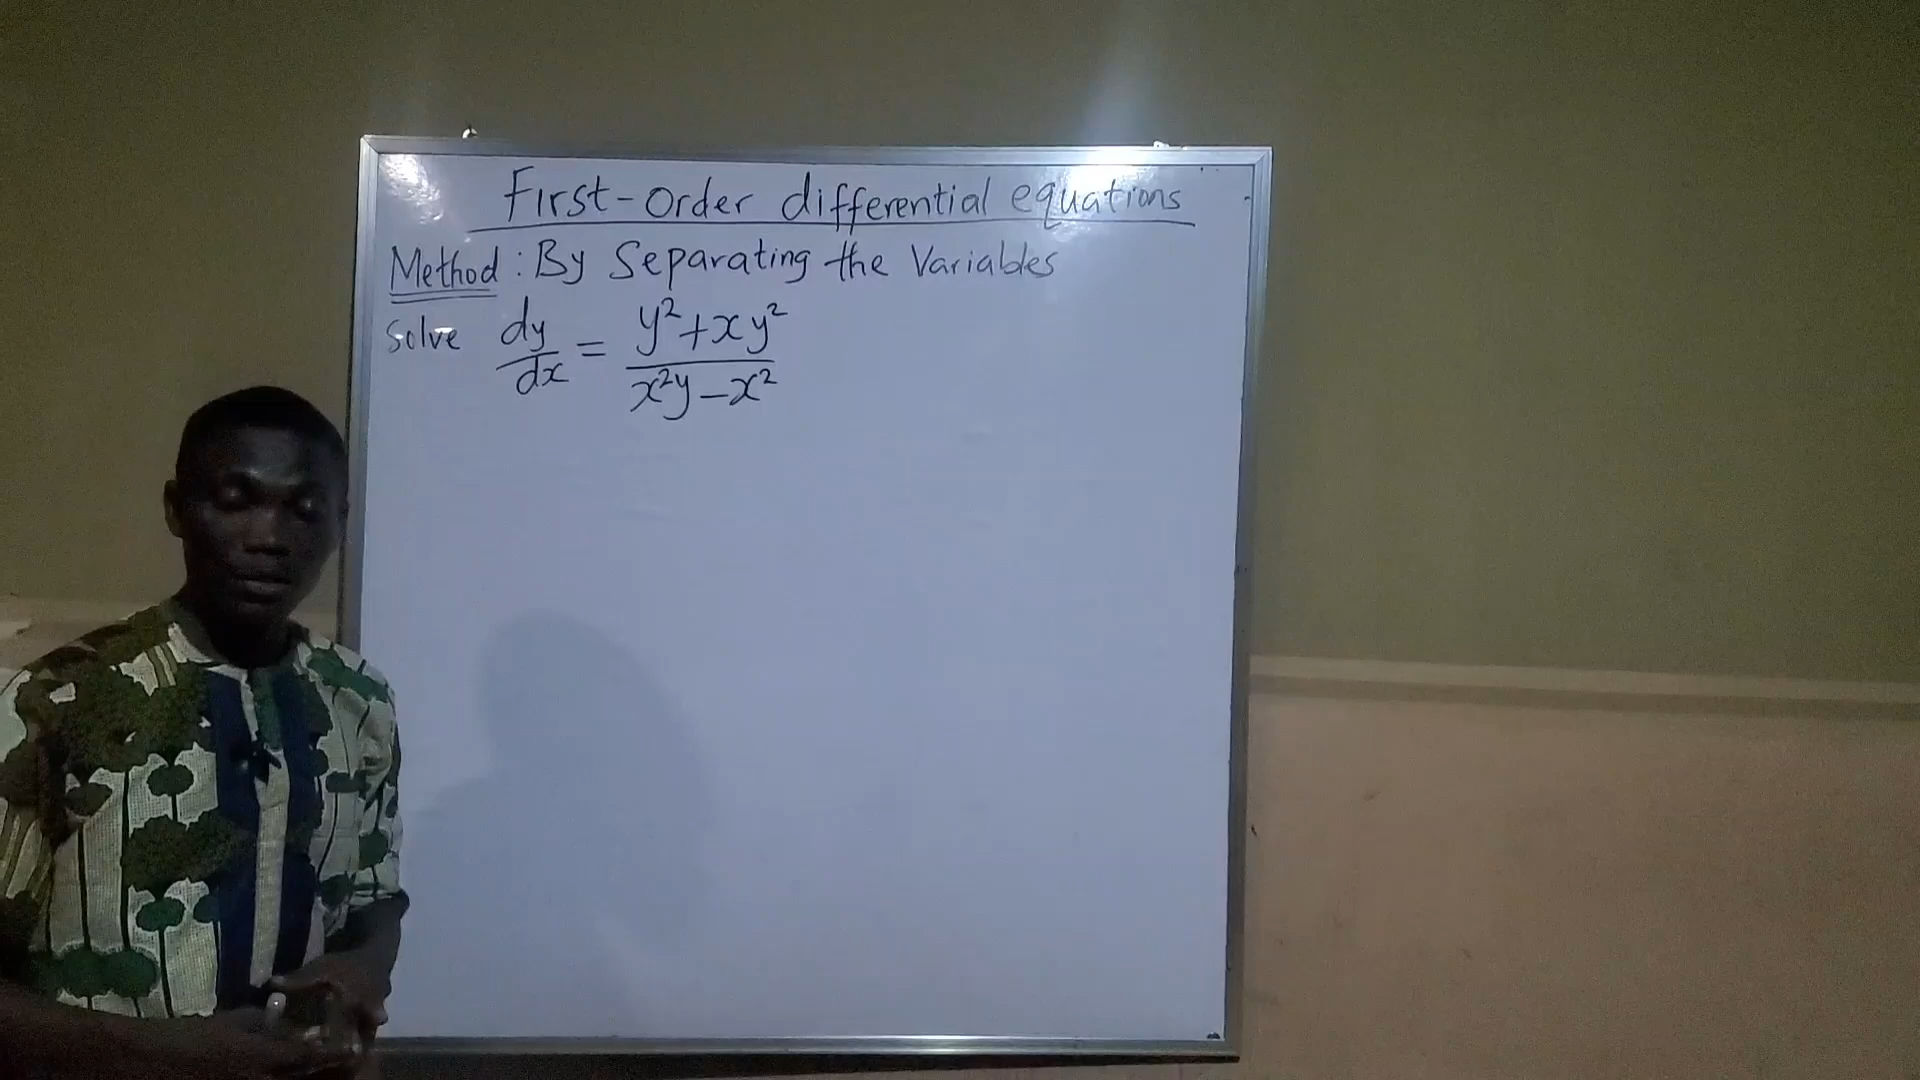 First-Order differential equations
Method: By Separating the Variables
Solve dy/dx = (y²+xy²)/(x²y−x²)